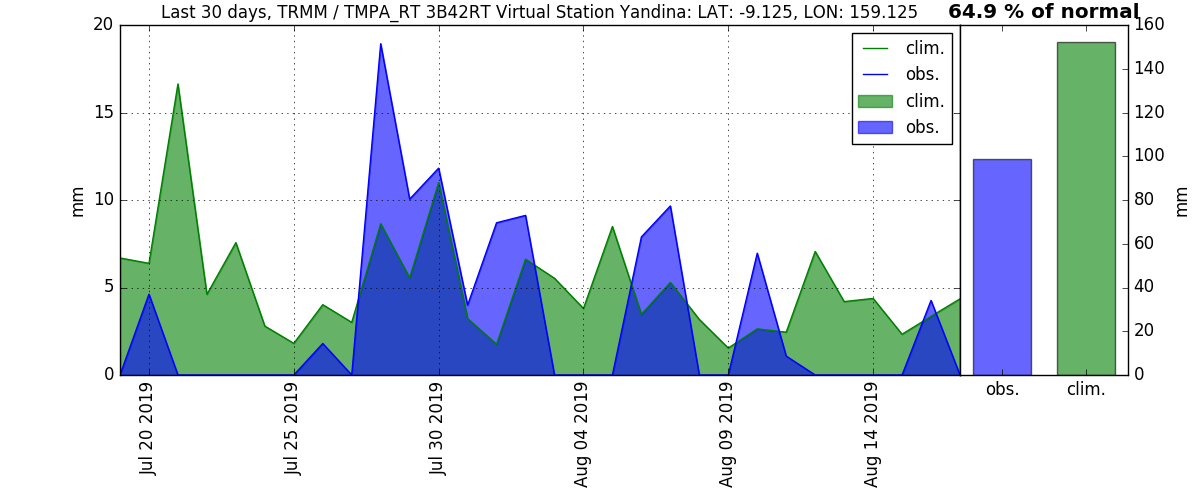 Last 30 days, TRMM / TMPA_RT 3B42RT Virtual Station Yandina: LAT: -9.125, LON: 159.125
64.9 % of normal
20
15
10
5
0
mm
clim.
obs.
clim.
obs.
Jul 20 2019
Jul 25 2019
Jul 30 2019
Aug 04 2019
Aug 09 2019
Aug 14 2019
160
140
120
100
80
60
40
20
0
mm
obs.
clim.